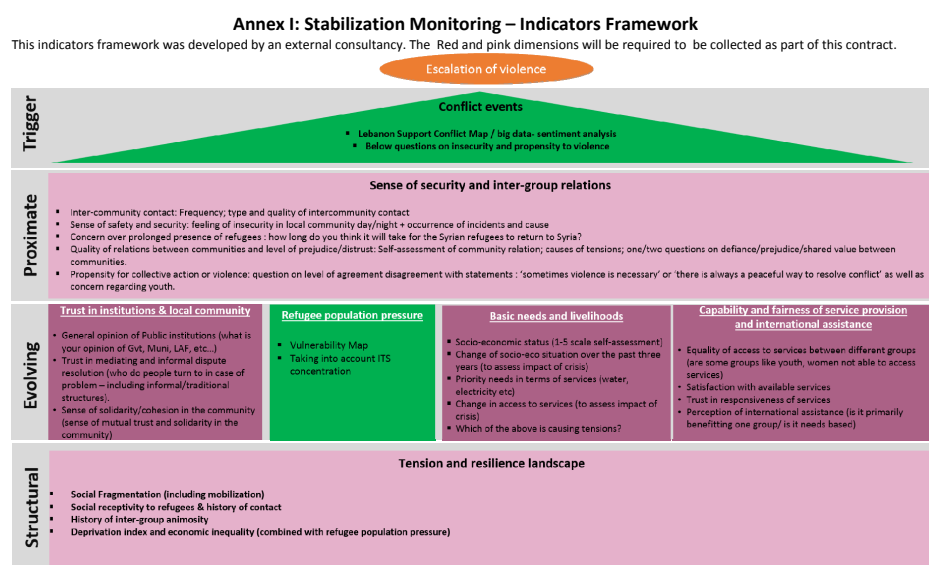 Annex I: Stabilization Monitoring – Indicators Framework
This indicators framework was developed by an external consultancy. The Red and pink dimensions will be required to be collected as part of this contract.
Escalation of violence
Trigger
Conflict events
▪ Lebanon Support Conflict Map / big data- sentiment analysis
▪ Below questions on insecurity and propensity to violence
Proximate
Sense of security and inter-group relations
▪ Inter-community contact: Frequency; type and quality of intercommunity contact
▪ Sense of safety and security: feeling of insecurity in local community day/night + occurrence of incidents and cause
▪ Concern over prolonged presence of refugees : how long do you think it will take for the Syrian refugees to return to Syria?
▪ Quality of relations between communities and level of prejudice/distrust: Self-assessment of community relation; causes of tensions; one/two questions on defiance/prejudice/shared value between
communities.
▪ Propensity for collective action or violence: question on level of agreement disagreement with statements : ‘sometimes violence is necessary’ or ‘there is always a peaceful way to resolve conflict’ as well as
concern regarding youth.
Evolving
Trust in institutions & local community
• General opinion of Public institutions (what is
your opinion of Gvt, Muni, LAF, etc...)
• Trust in mediating and informal dispute
resolution (who do people turn to in case of
problem – including informal/traditional
structures).
• Sense of solidarity/cohesion in the community
(sense of mutual trust and solidarity in the
community)
Refugee population pressure
▪ Vulnerability Map
▪ Taking into account ITS
concentration
Basic needs and livelihoods
▪ Socio-economic status (1-5 scale self-assessment)
▪ Change of socio-eco situation over the past three
years (to assess impact of crisis)
▪ Priority needs in terms of services (water,
electricity etc)
▪ Change in access to services (to assess impact of
crisis)
▪ Which of the above is causing tensions?
Capability and fairness of service provision
and international assistance
• Equality of access to services between different groups
(are some groups like youth, women not able to access
services)
• Satisfaction with available services
• Trust in responsiveness of services
• Perception of international assistance (is it primarily
benefitting one group/ is it needs based)
Structural
Tension and resilience landscape
▪ Social Fragmentation (including mobilization)
▪ Social receptivity to refugees & history of contact
▪ History of inter-group animosity
▪ Deprivation index and economic inequality (combined with refugee population pressure)